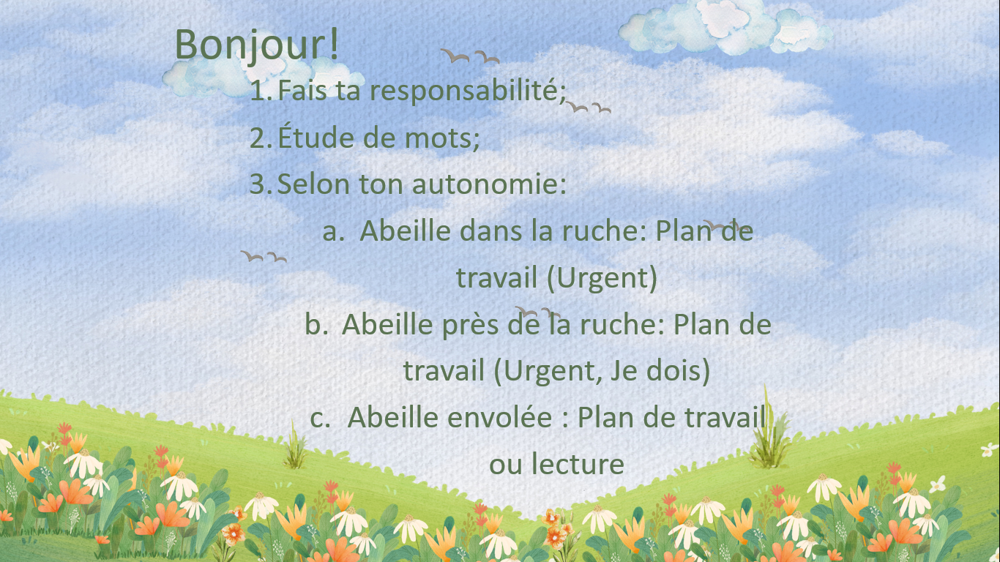 Bonjour!
1. Fais ta responsabilité;
2. Étude de mots;
3. Selon ton autonomie:
a. Abeille dans la ruche: Plan de
travail (Urgent)
b. Abeille près de la ruche: Plan de
travail (Urgent, Je dois)
c. Abeille envolée : Plan de travail
ou lecture